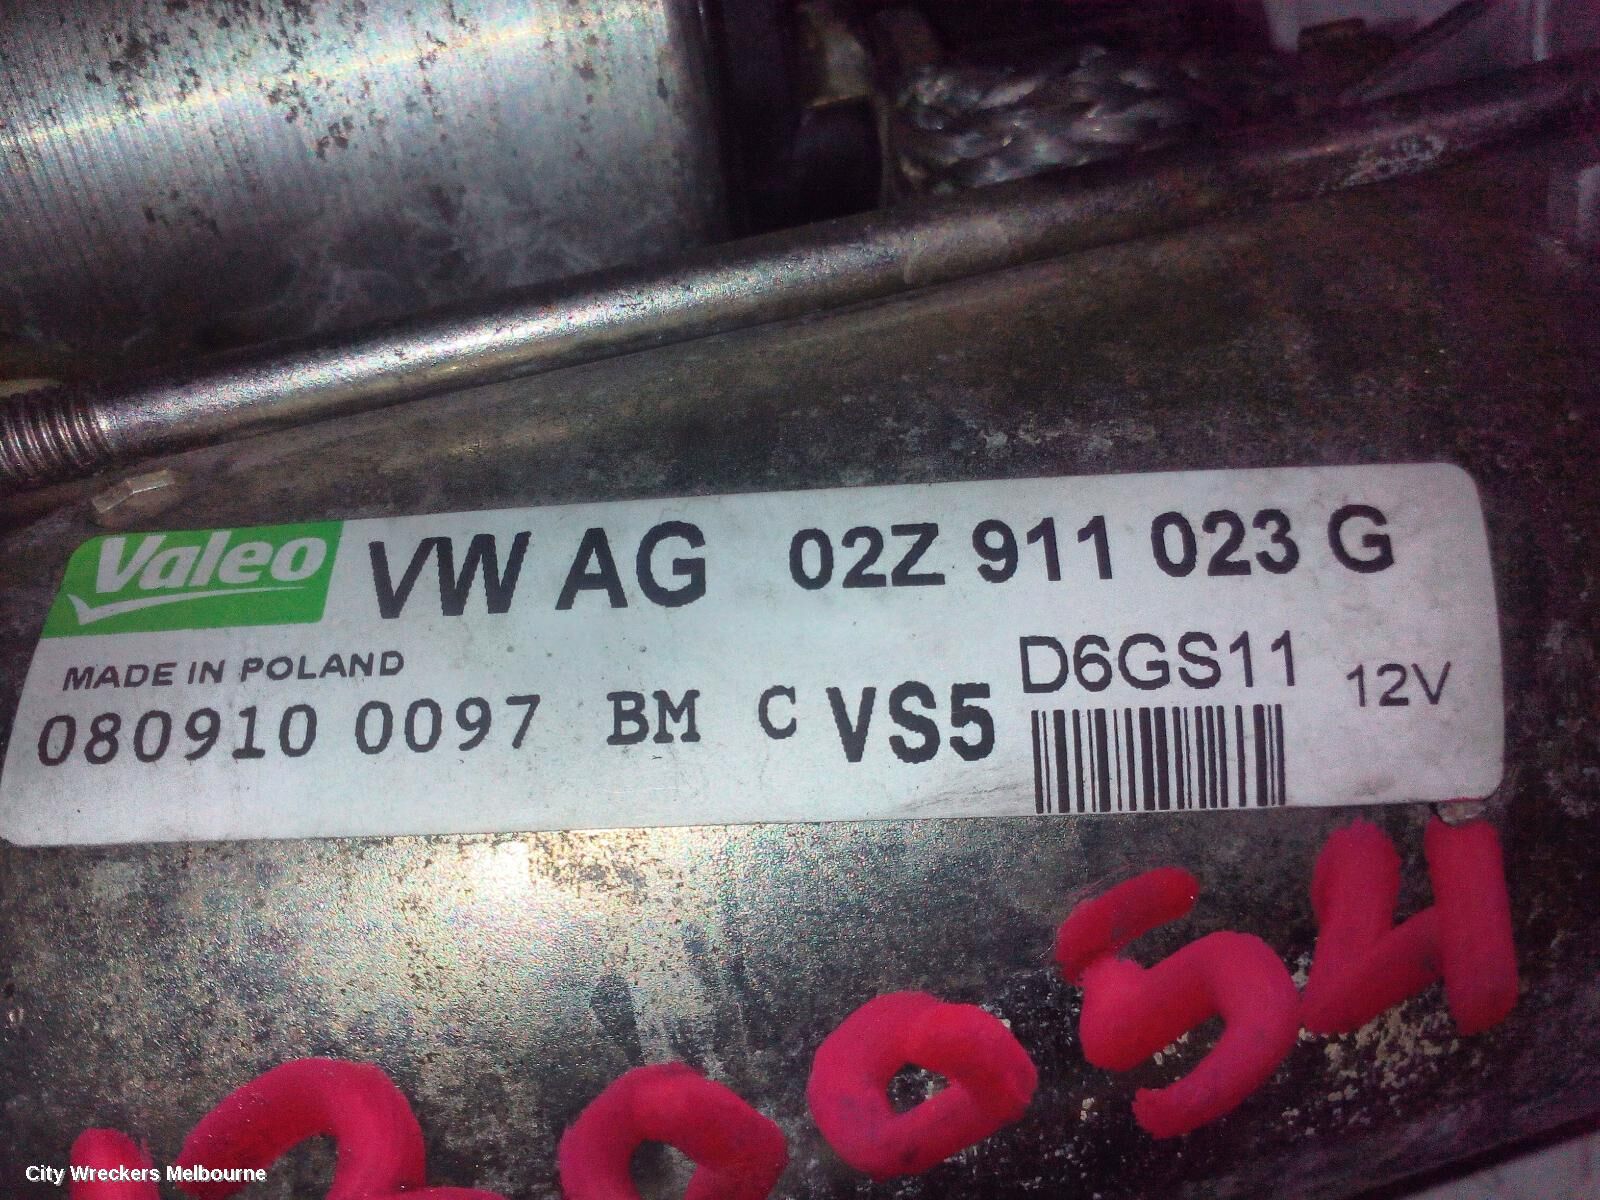 Valeo VW AG 02Z 911 023 G
MADE IN POLAND D6GS11 12V
080910 0097 BM C VS5
City Wreckers Melbourne